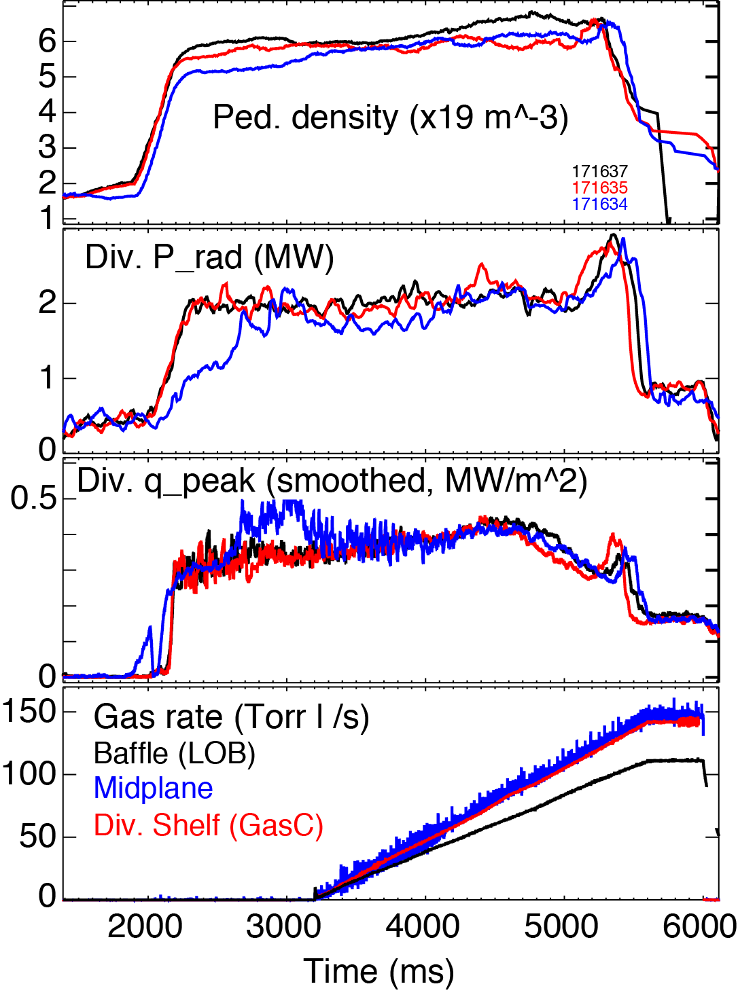 6
5
4
3
2
1
Ped. density (x19 m^-3)
171637
171635
171634
Div. P_rad (MW)
2
1
0
Div. q_peak (smoothed, MW/m^2)
0.5
0
150
100
50
0
Gas rate (Torr l /s)
Baffle (LOB)
Midplane
Div. Shelf (GasC)
2000 3000 4000 5000 6000
Time (ms)